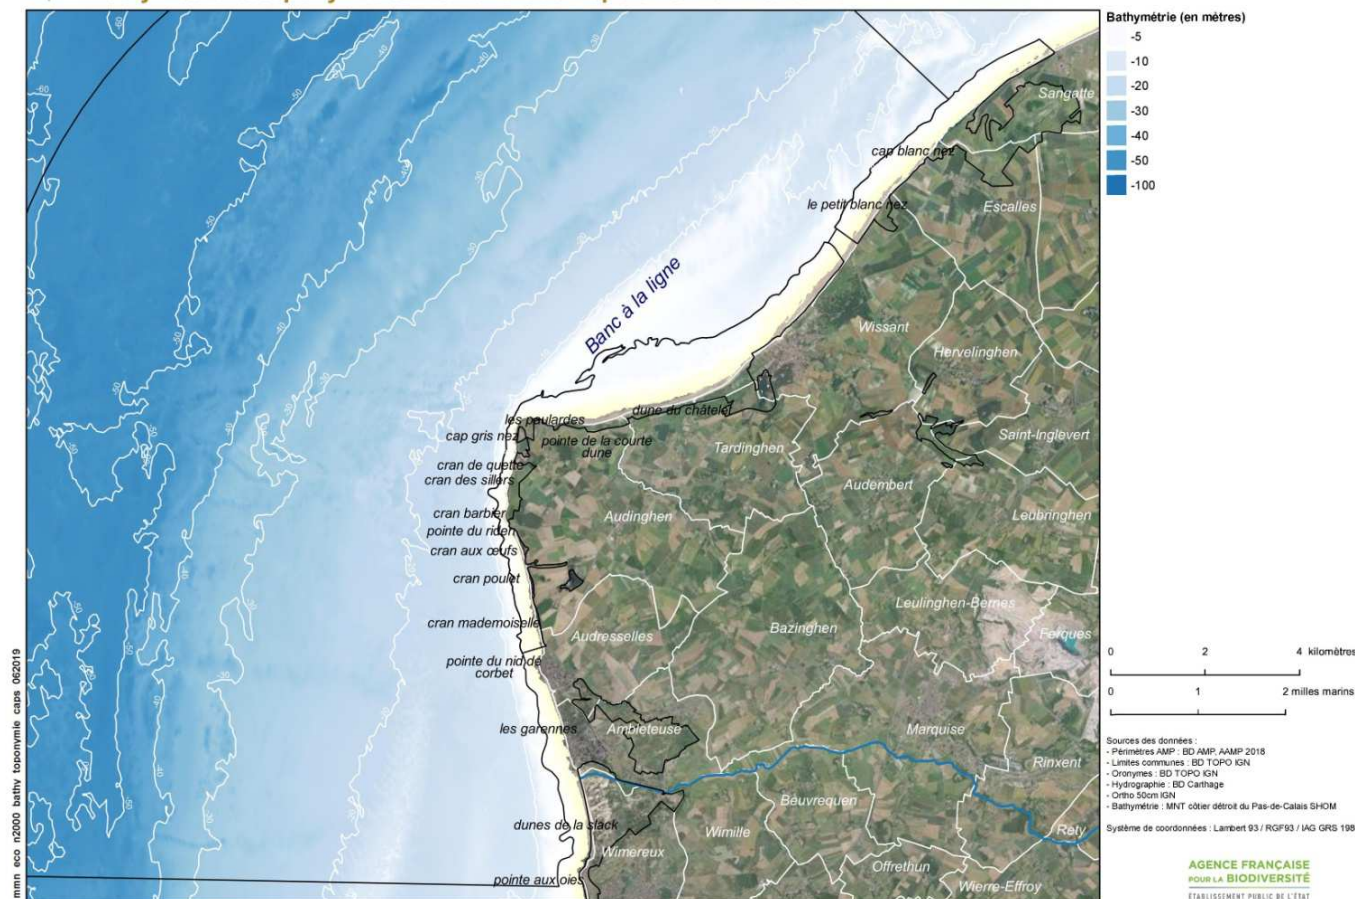 Bathymétrie (en mètres)
-5
-10
-20
-30
-40
-50
-100
Sangatte
cap blanc nez
le petit blanc nez
Escalles
Banc à la ligne
Wissant
Hervelinghen
les poulardes
dune du châtelet
cap gris nez
pointe de la courte
dune
Tardinghen
Saint-Inglevert
cran de quette
cran des sillers
Audembert
cran barbier
Audinghen
Leubringhen
pointe du riden
cran aux œufs
cran poulet
Leulinghen-Bernes
cran mademoiselle
Audresselles
Bazinghen
Ferques
pointe du nid de
corbet
0 2 4 kilomètres
0 1 2 milles marins
les garennes
Ambleteuse
Marquise
Rinxent
Sources des données :
- Périmètres AMP : BD AMP, AAMP 2018
- Limites communes : BD TOPO IGN
- Oronymes : BD TOPO IGN
- Hydrographie : BD Carthage
- Ortho 50cm IGN
- Bathymétrie : MNT côtier détroit du Pas-de-Calais SHOM
Système de coordonnées : Lambert 93 / RGF93 / IAG GRS 198
Beuvrequen
dunes de la slack
Wimille
Rety
Wimereux
Offrethun
pointe aux oies
Wierre-Effroy
mmn eco n2000 bathy toponymie caps 062019
AGENCE FRANÇAISE
POUR LA BIODIVERSITÉ
ÉTABLISSEMENT PUBLIC DE L'ÉTAT